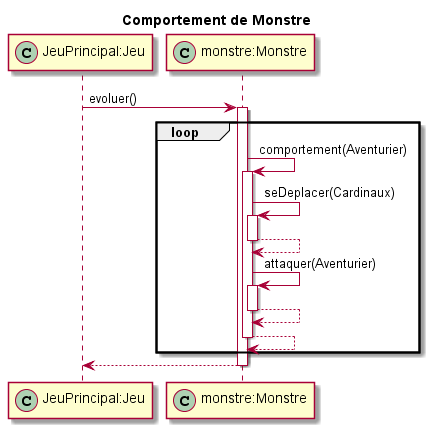 Comportement de Monstre
C JeuPrincipal:Jeu
C monstre:Monstre
evoluer()
loop
comportement(Aventurier)
seDeplacer(Cardinaux)
attaquer(Aventurier)
C JeuPrincipal:Jeu
C monstre:Monstre